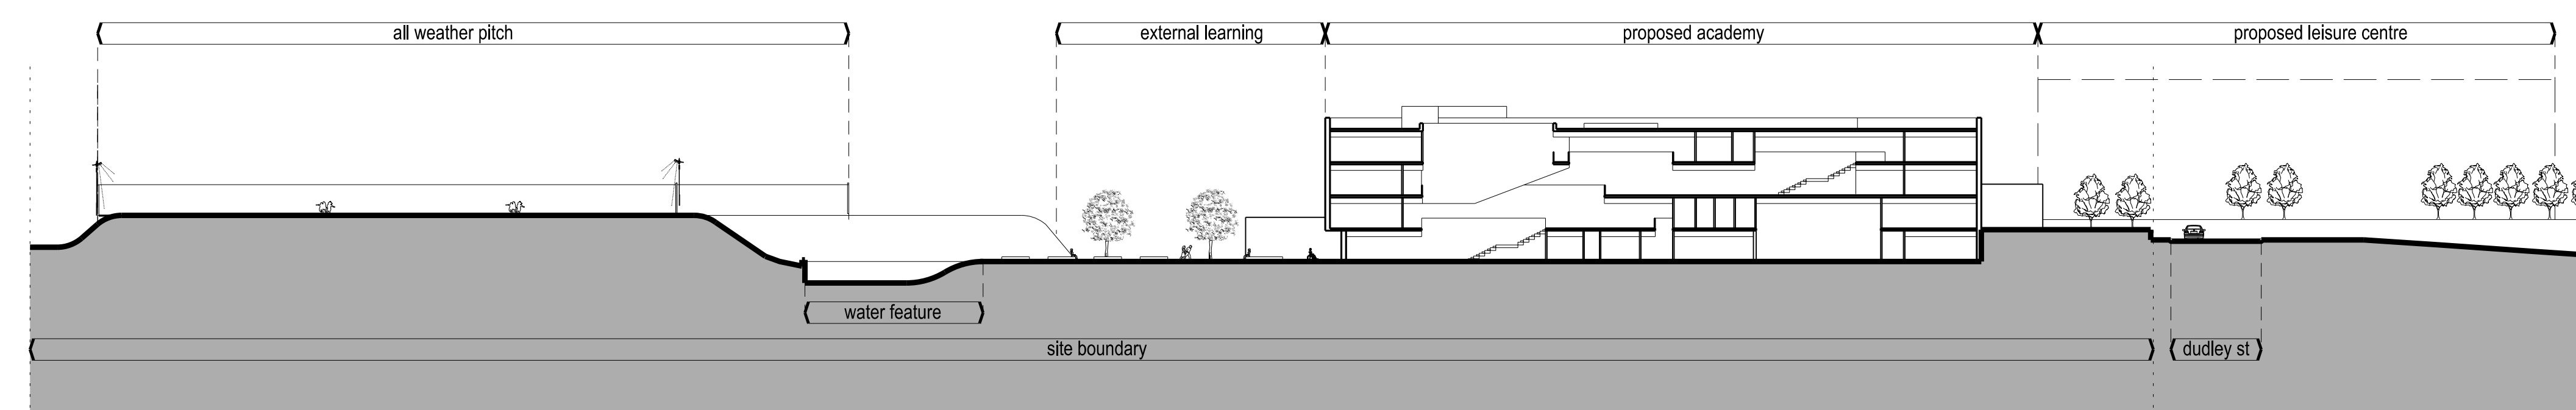 all weather pitch
external learning
proposed academy
proposed leisure centre
water feature
site boundary
dudley st